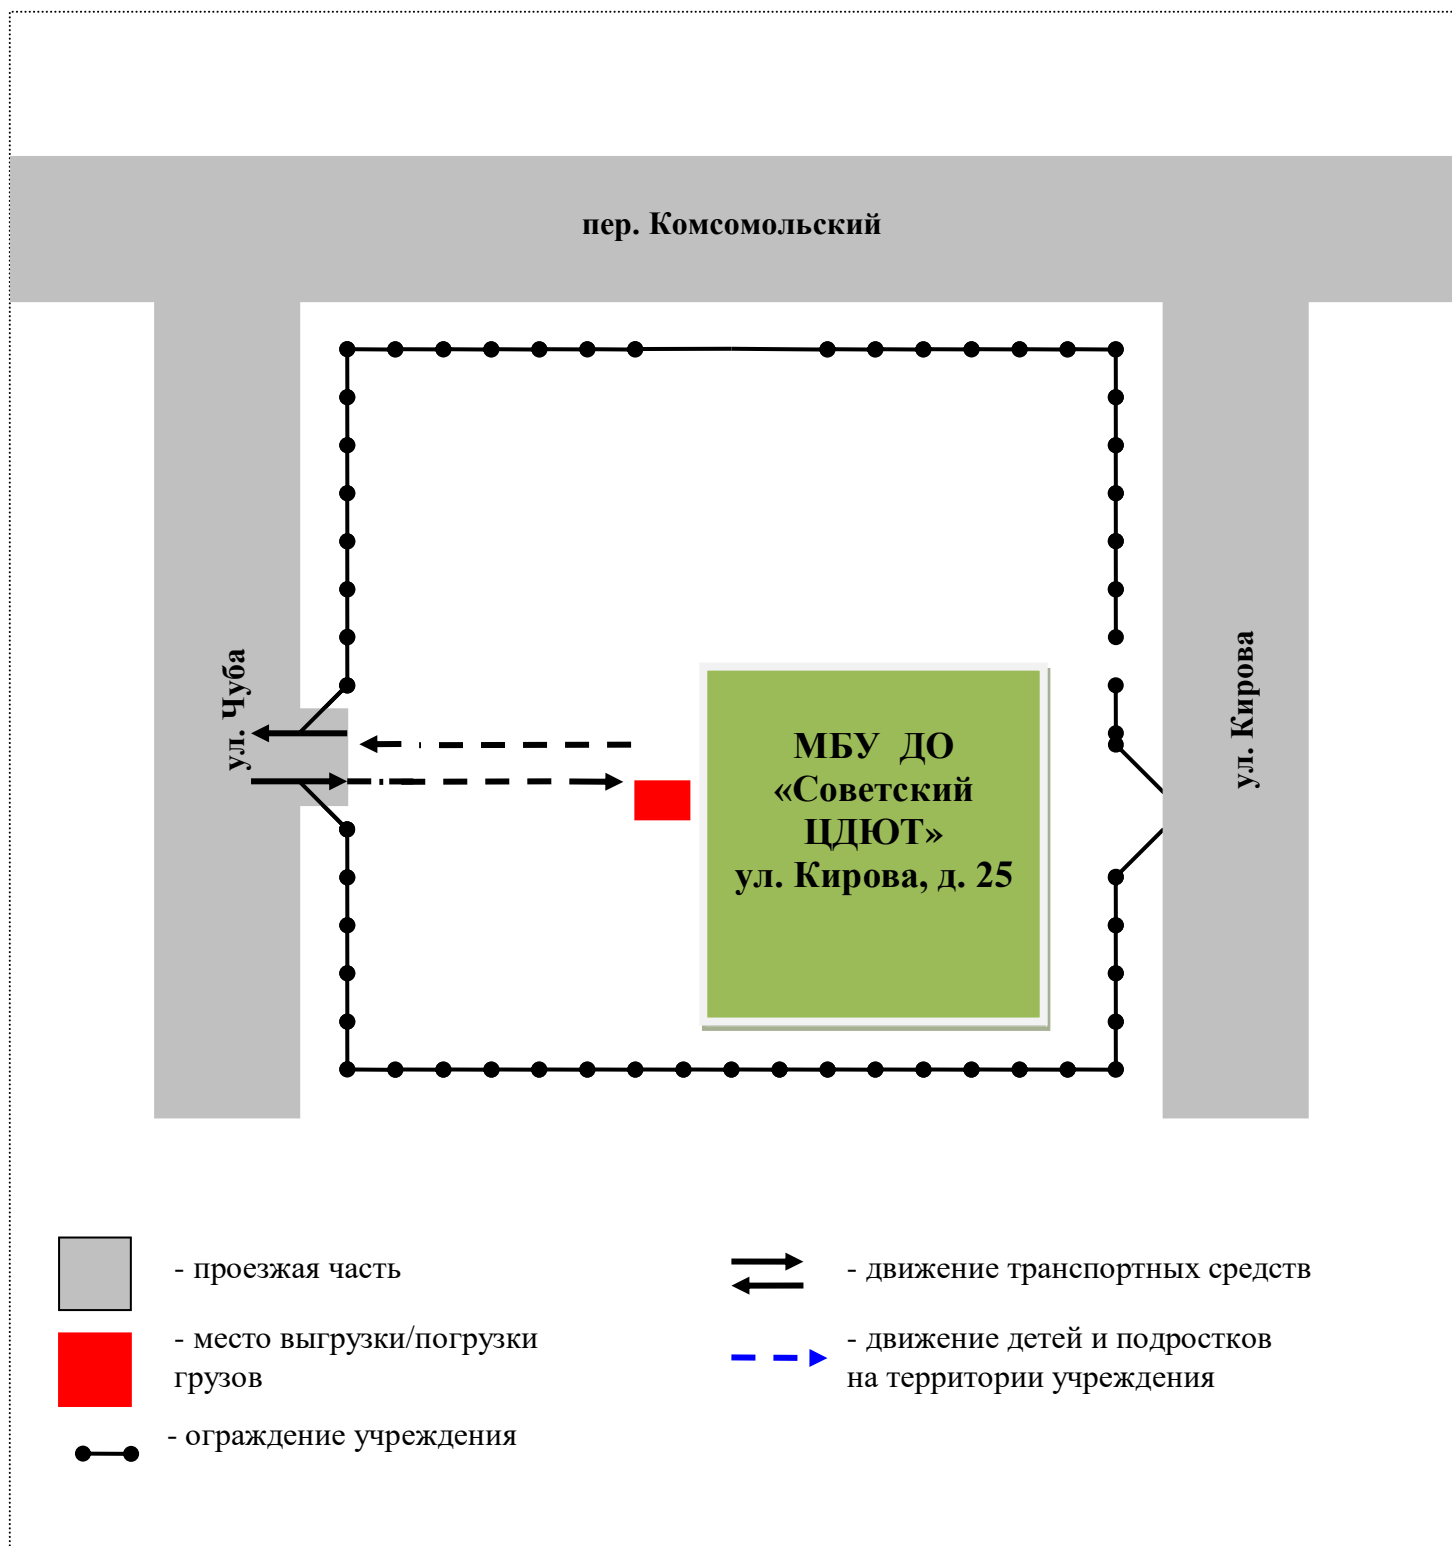 пер. Комсомольский
ул. Чуба
ул. Кирова
МБУ ДО
«Советский
ЦДЮТ»
ул. Кирова, д. 25
- проезжая часть
- место выгрузки/погрузки
грузов
- ограждение учреждения
- движение транспортных средств
- движение детей и подростков
на территории учреждения